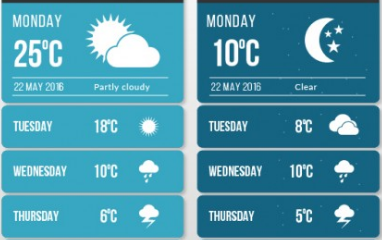 MONDAY
25°C
22 MAY 2016 Partly cloudy
TUESDAY 18°C
WEDNESDAY 10°C
THURSDAY 6°C
MONDAY
10°C
22 MAY 2016 Clear
TUESDAY 8°C
WEDNESDAY 10°C
THURSDAY 5°C